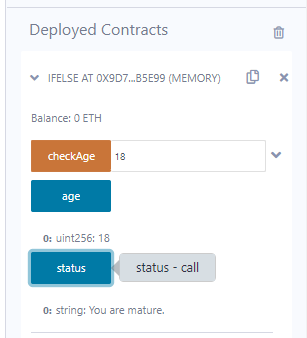 Deployed Contracts
IFELSE AT 0X9D7...B5E99 (MEMORY)
Balance: 0 ETH
checkAge 18
age
0: uint256: 18
status status - call
0: string: You are mature.